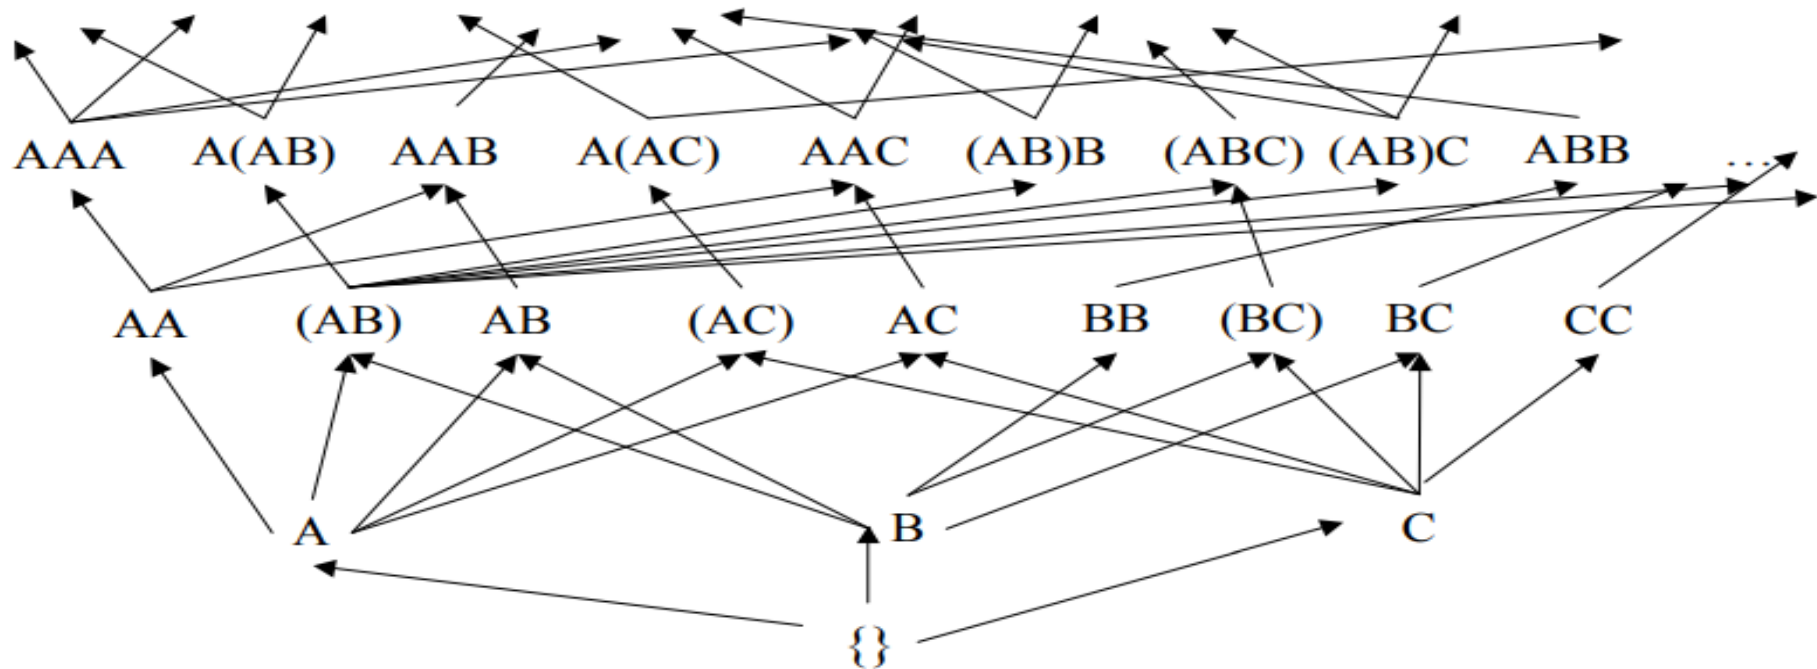 AAA A(AB) AAB A(AC) AAC (AB)B (ABC) (AB)C ABB ...
AA (AB) AB (AC) AC BB (BC) BC CC
A B C
{}